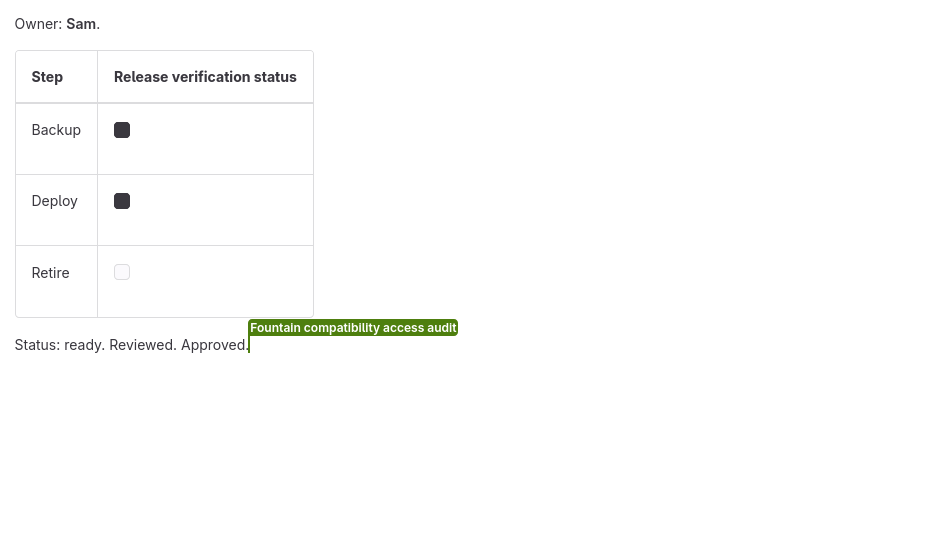 Owner: Sam.
Step Release verification status
Backup
Deploy
Retire
Fountain compatibility access audit
Status: ready. Reviewed. Approved.